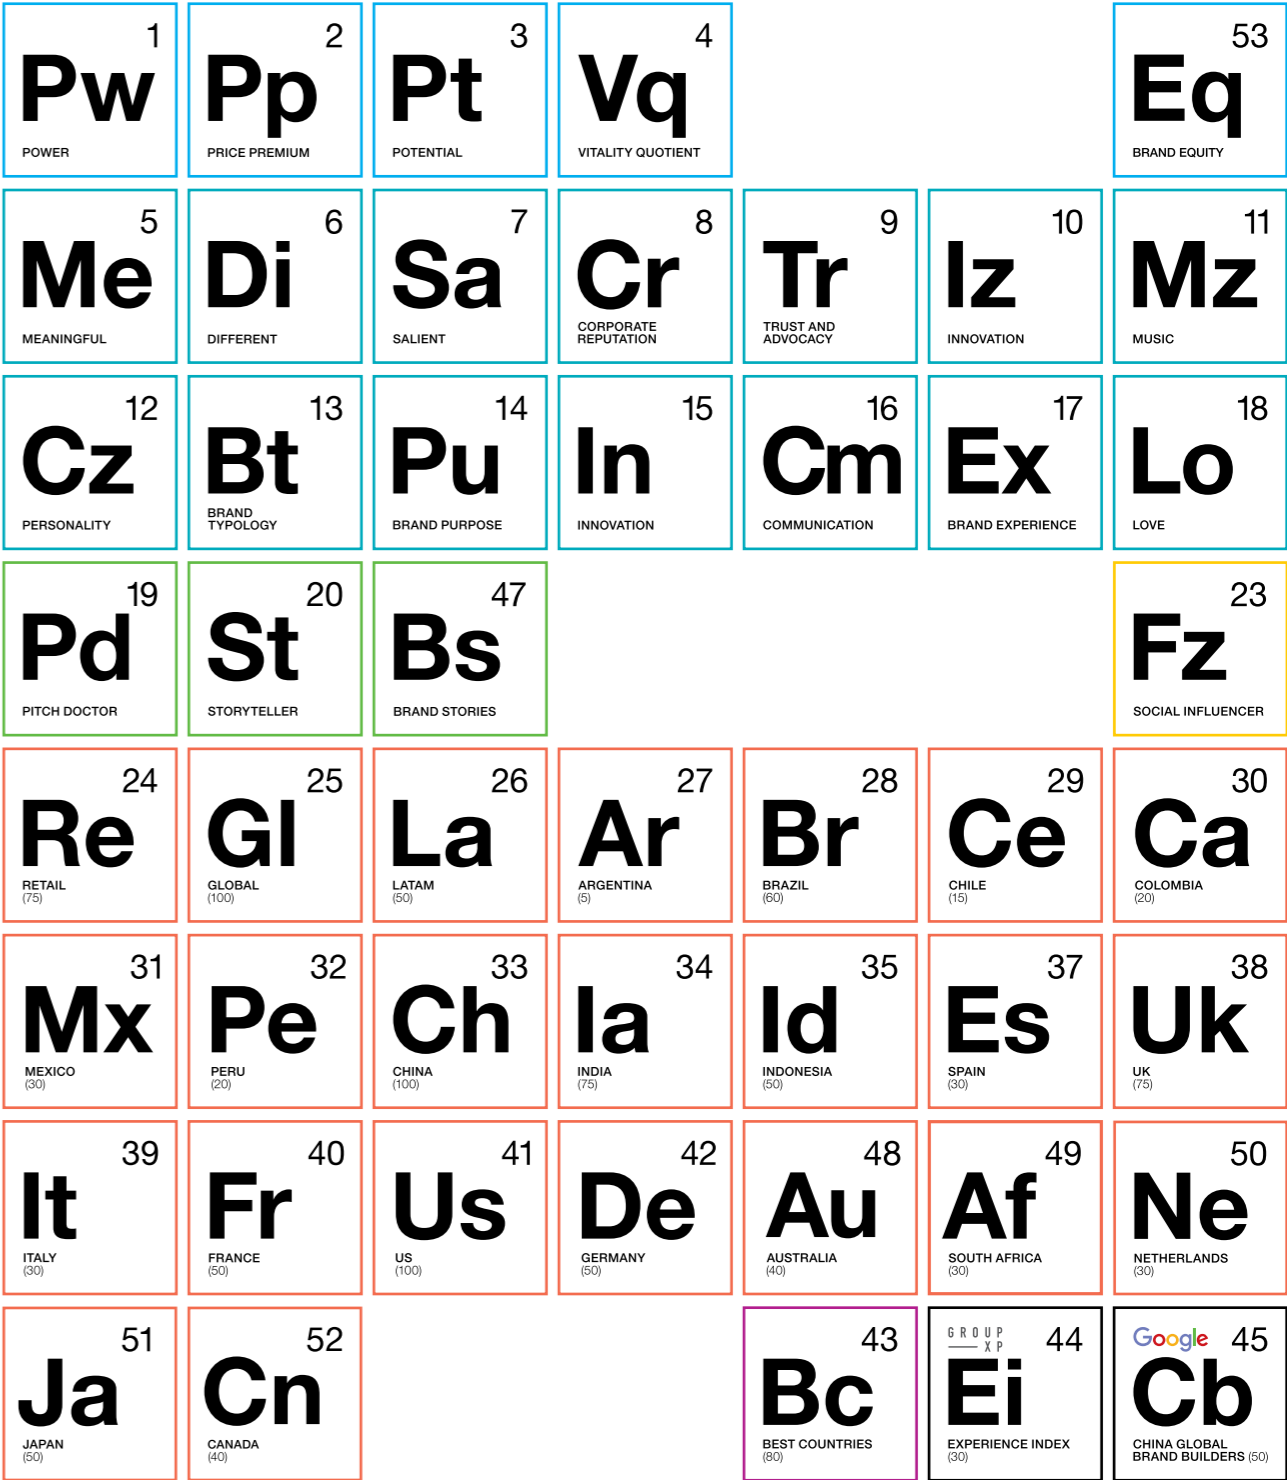 1
Pw
POWER
2
Pp
PRICE PREMIUM
3
Pt
POTENTIAL
4
Vq
VITALITY QUOTIENT
53
Eq
BRAND EQUITY
5
Me
MEANINGFUL
6
Di
DIFFERENT
7
Sa
SALIENT
8
Cr
CORPORATE
REPUTATION
9
Tr
TRUST AND
ADVOCACY
10
Iz
INNOVATION
11
Mz
MUSIC
12
Cz
PERSONALITY
13
Bt
BRAND
TYPOLOGY
14
Pu
BRAND PURPOSE
15
In
INNOVATION
16
Cm
COMMUNICATION
17
Ex
BRAND EXPERIENCE
18
Lo
LOVE
19
Pd
PITCH DOCTOR
20
St
STORYTELLER
47
Bs
BRAND STORIES
23
Fz
SOCIAL INFLUENCER
24
Re
RETAIL
(75)
25
Gl
GLOBAL
(100)
26
La
LATAM
(50)
27
Ar
ARGENTINA
(5)
28
Br
BRAZIL
(60)
29
Ce
CHILE
(15)
30
Ca
COLOMBIA
(20)
31
Mx
MEXICO
(30)
32
Pe
PERU
(20)
33
Ch
CHINA
(100)
34
Ia
INDIA
(75)
35
Id
INDONESIA
(50)
37
Es
SPAIN
(30)
38
Uk
UK
(75)
39
It
ITALY
(30)
40
Fr
FRANCE
(50)
41
Us
US
(100)
42
De
GERMANY
(50)
48
Au
AUSTRALIA
(40)
49
Af
SOUTH AFRICA
(30)
50
Ne
NETHERLANDS
(30)
51
Ja
JAPAN
(50)
52
Cn
CANADA
(40)
43
Bc
BEST COUNTRIES
(80)
GROUP
XP
44
Ei
EXPERIENCE INDEX
(30)
Google 45
Cb
CHINA GLOBAL
BRAND BUILDERS (50)